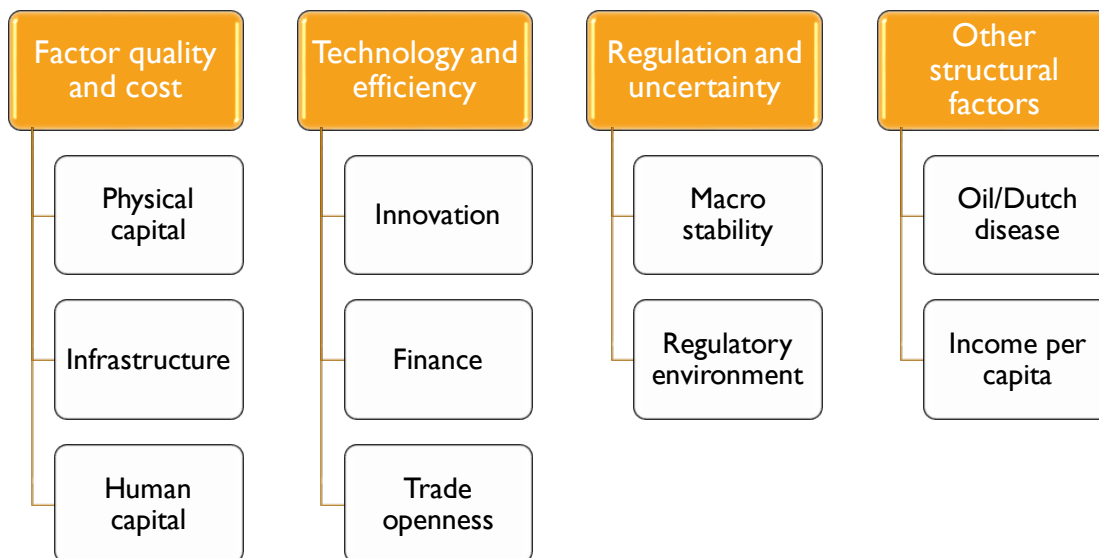 Factor quality
and cost
Physical
capital
Infrastructure
Human
capital
Technology and
efficiency
Innovation
Finance
Trade
openness
Regulation and
uncertainty
Macro
stability
Regulatory
environment
Other
structural
factors
Oil/Dutch
disease
Income per
capita